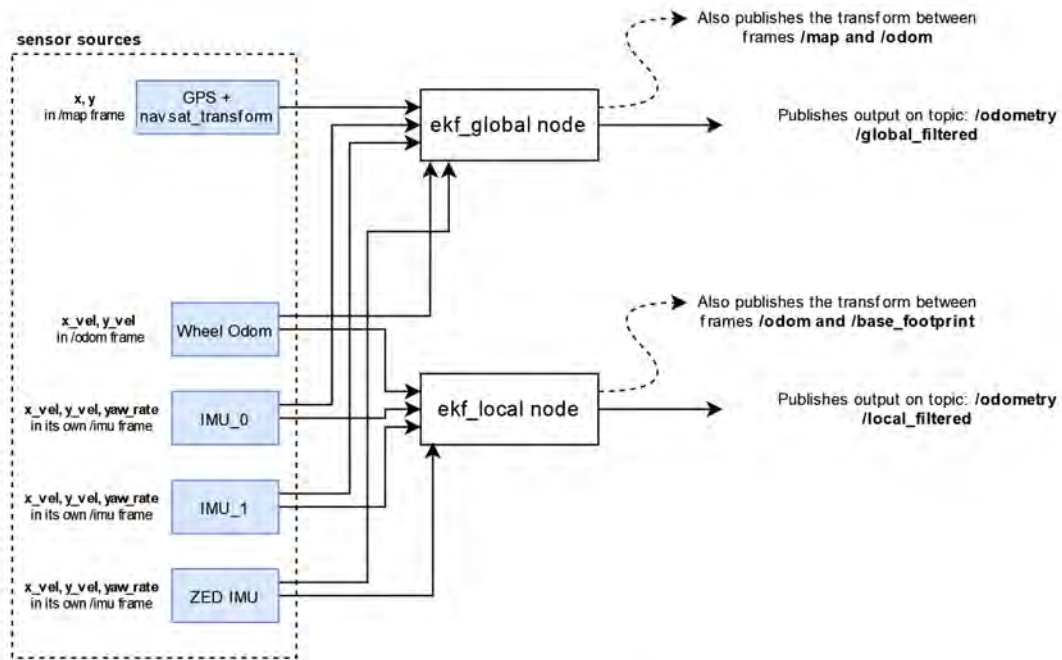 sensor sources
x, y
in /map frame
GPS +
navsat_transform
ekf_global node
Also publishes the transform between
frames /map and /odom
Publishes output on topic: /odometry
/global_filtered
x_vel, y_vel
in /odom frame
Wheel Odom
x_vel, y_vel, yaw_rate
in its own /imu frame
IMU_0
ekf_local node
Also publishes the transform between
frames /odom and /base_footprint
Publishes output on topic: /odometry
/local_filtered
x_vel, y_vel, yaw_rate
in its own /imu frame
IMU_1
x_vel, y_vel, yaw_rate
in its own /imu frame
ZED IMU